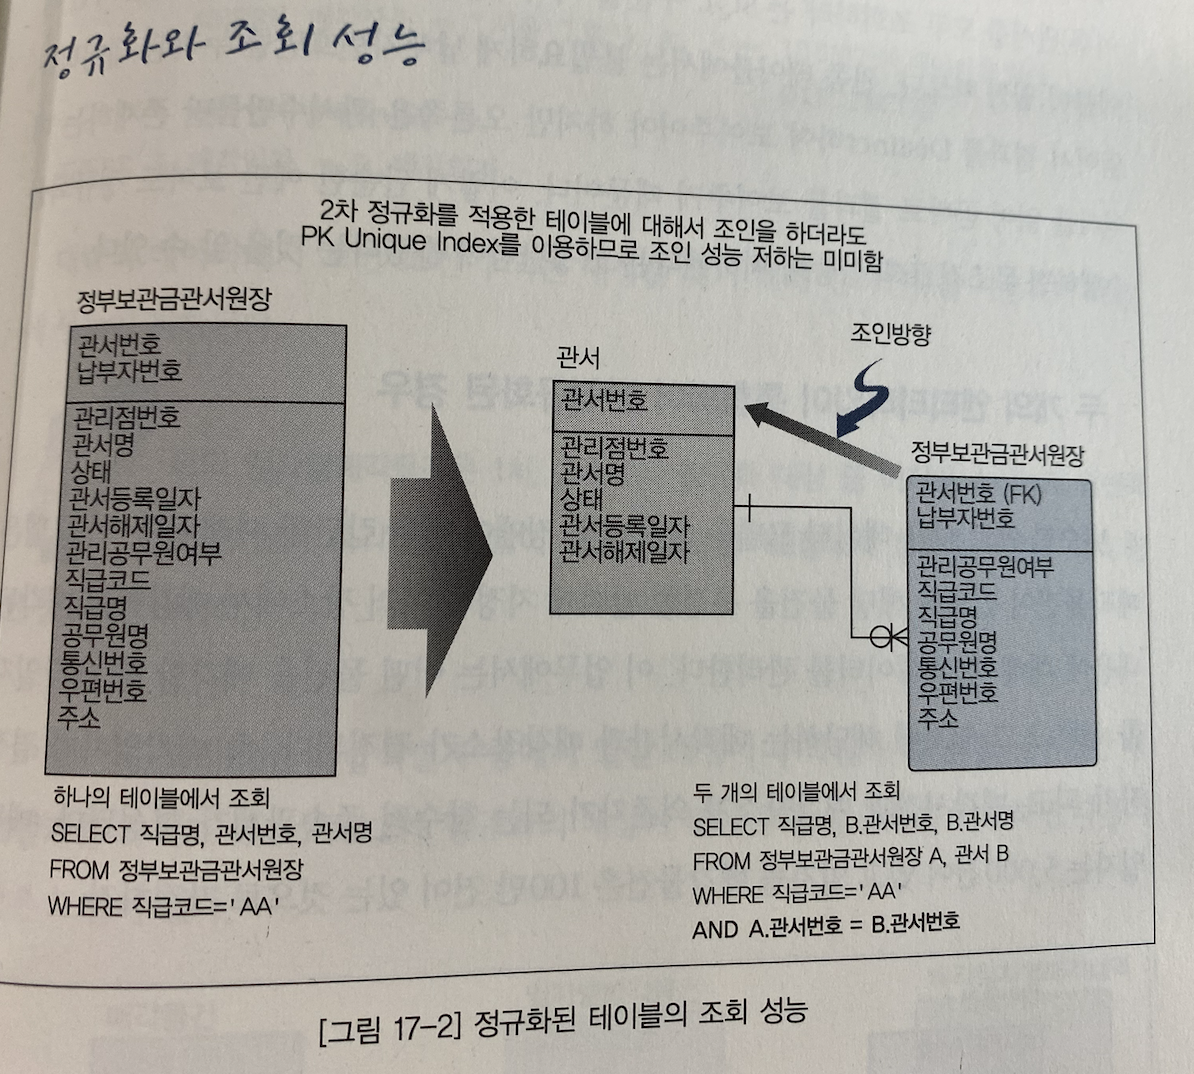 정규화와 조회 성능
2차 정규화를 적용한 테이블에 대해서 조인을 하더라도
PK Unique Index를 이용하므로 조인 성능 저하는 미미함
정부보관금관서원장
관서번호
납부자번호
관리점번호
관서명
상태
관서등록일자
관서해제일자
관리공무원여부
직급코드
직급명
공무원명
통신번호
우편번호
주소
하나의 테이블에서 조회
SELECT 직급명, 관서번호, 관서명
FROM 정부보관금관서원장
WHERE 직급코드='AA'
관서
관서번호
관리점번호
관서명
상태
관서등록일자
관서해제일자
조인방향
정부보관금관서원장
관서번호 (FK)
납부자번호
관리공무원여부
직급코드
직급명
공무원명
통신번호
우편번호
주소
두 개의 테이블에서 조회
SELECT 직급명, B.관서번호, B.관서명
FROM 정부보관금관서원장 A, 관서 B
WHERE 직급코드='AA'
AND A.관서번호 = B.관서번호
[그림 17-2] 정규화된 테이블의 조회 성능